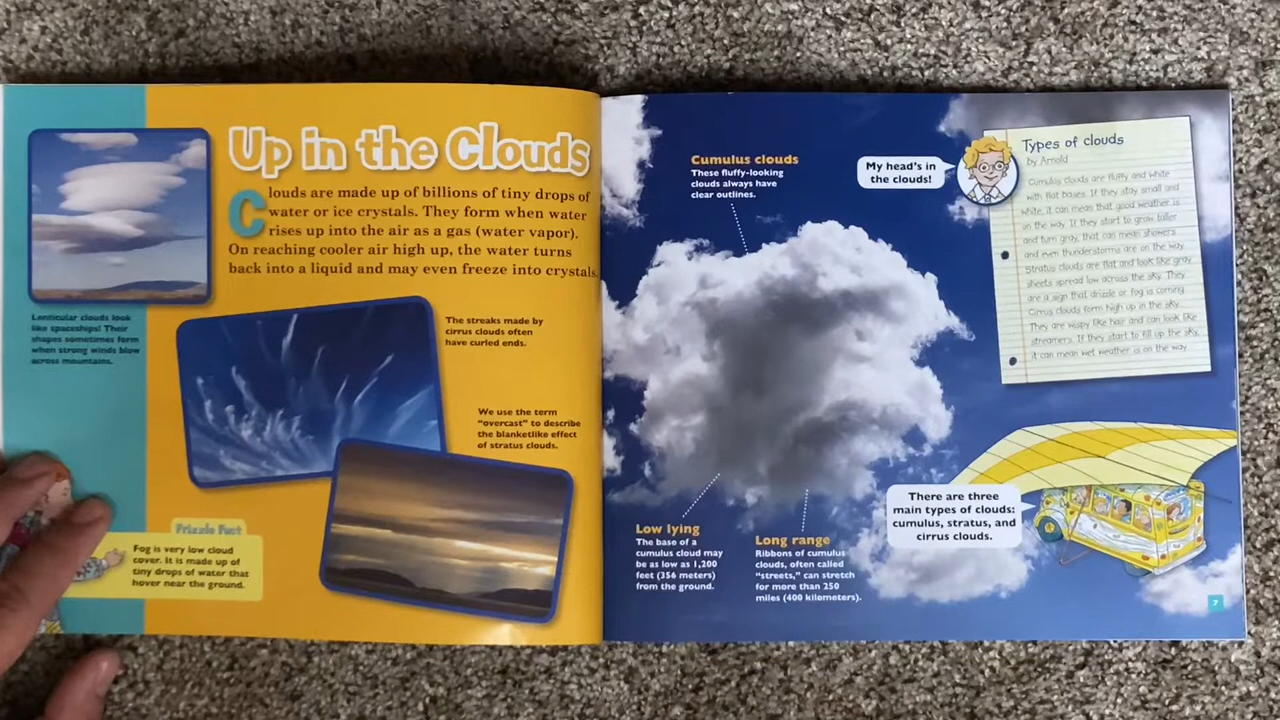 Up in the Clouds
Clouds are made up of billions of tiny drops of
water or ice crystals. They form when water
rises up into the air as a gas (water vapor).
On reaching cooler air high up, the water turns
back into a liquid and may even freeze into crystals.
Lenticular clouds look
like spaceships! Their
shapes sometimes form
when strong winds blow
across mountains.
The streaks made by
cirrus clouds often
have curled ends.
We use the term
"overcast" to describe
the blanketlike effect
of stratus clouds.
Frizzle Fact
Fog is very low cloud
cover. It is made up of
tiny drops of water that
hover near the ground.
Cumulus clouds
These fluffy-looking
clouds always have
clear outlines.
My head's in
the clouds!
Types of clouds
by Arnold
Cumulus clouds are fluffy and white
with flat bases. If they stay small and
white, it can mean that good weather is
on the way. If they start to grow taller
and turn gray, that can mean showers
and even thunderstorms are on the way.
Stratus clouds are flat and look like gray
sheets spread low across the sky. They
are a sign that drizzle or fog is coming.
Cirrus clouds form high up in the sky.
They are wispy like hair and can look like
streamers. If they start to fill up the sky,
it can mean wet weather is on the way.
Low lying
The base of a
cumulus cloud may
be as low as 1,200
feet (356 meters)
from the ground.
Long range
Ribbons of cumulus
clouds, often called
"streets," can stretch
for more than 250
miles (400 kilometers).
There are three
main types of clouds:
cumulus, stratus, and
cirrus clouds.
7